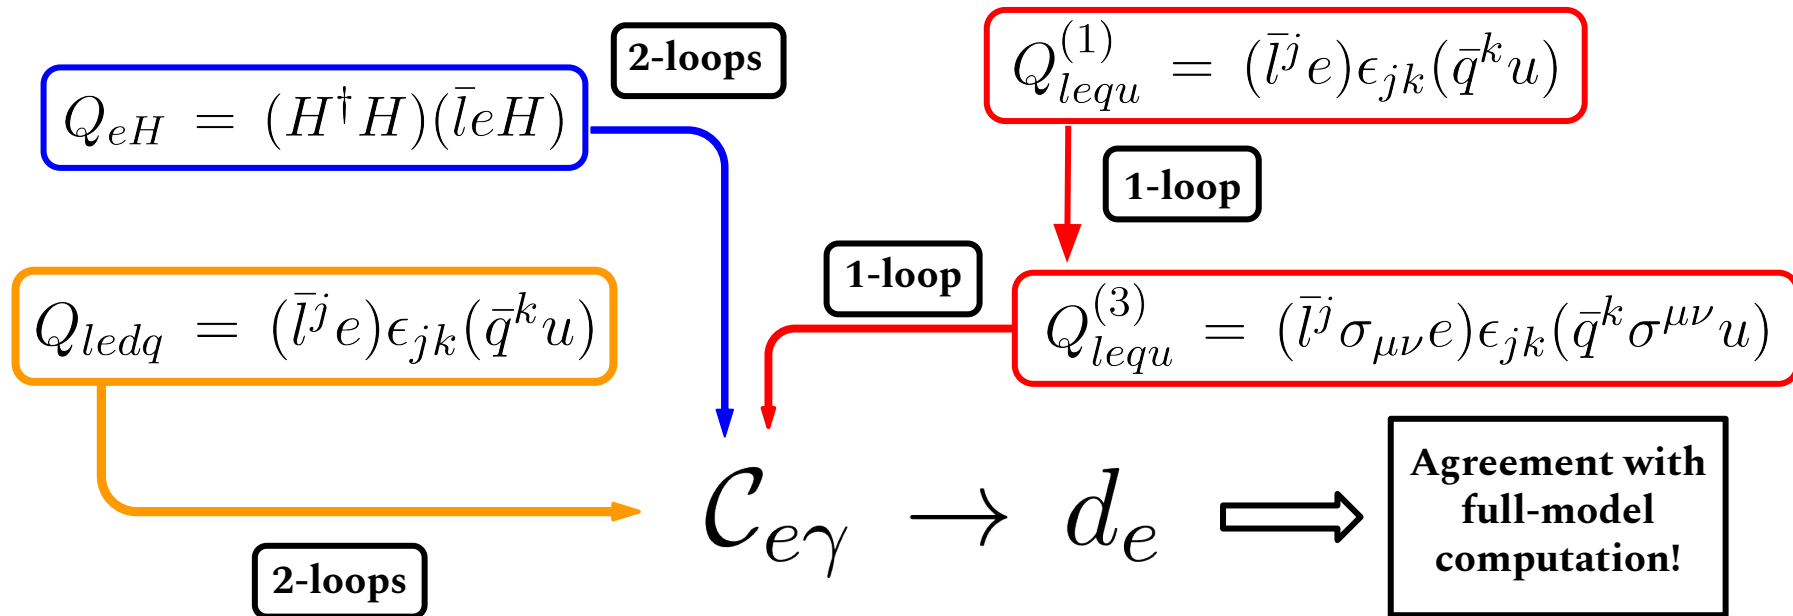 2-loops
$Q_{eH} = (H^\dagger H)(\bar{l}eH)$
$Q_{lequ}^{(1)} = (\bar{l}^j e)\epsilon_{jk}(\bar{q}^k u)$
1-loop
1-loop
$Q_{ledq} = (\bar{l}^j e)\epsilon_{jk}(\bar{q}^k u)$
$Q_{lequ}^{(3)} = (\bar{l}^j \sigma_{\mu\nu} e)\epsilon_{jk}(\bar{q}^k \sigma^{\mu\nu} u)$
$\mathcal{C}_{e\gamma} \rightarrow d_e$
Agreement with
full-model
computation!
2-loops